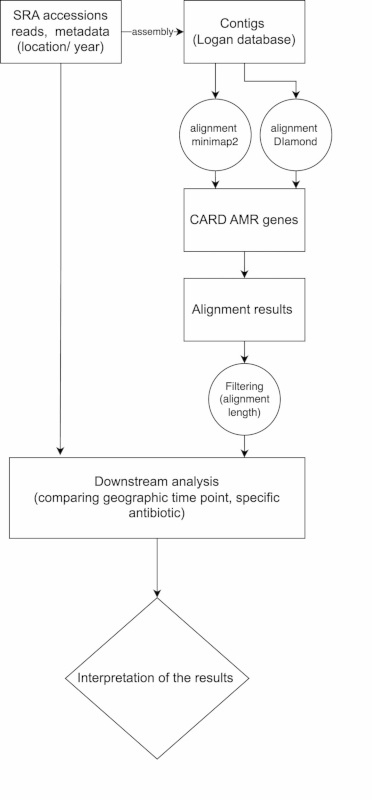 SRA accessions
reads, metadata
(location/ year)
assembly
Contigs
(Logan database)
alignment
minimap2
alignment
DIamond
CARD AMR genes
Alignment results
Filtering
(alignment
length)
Downstream analysis
(comparing geographic time point, specific
antibiotic)
Interpretation of the results